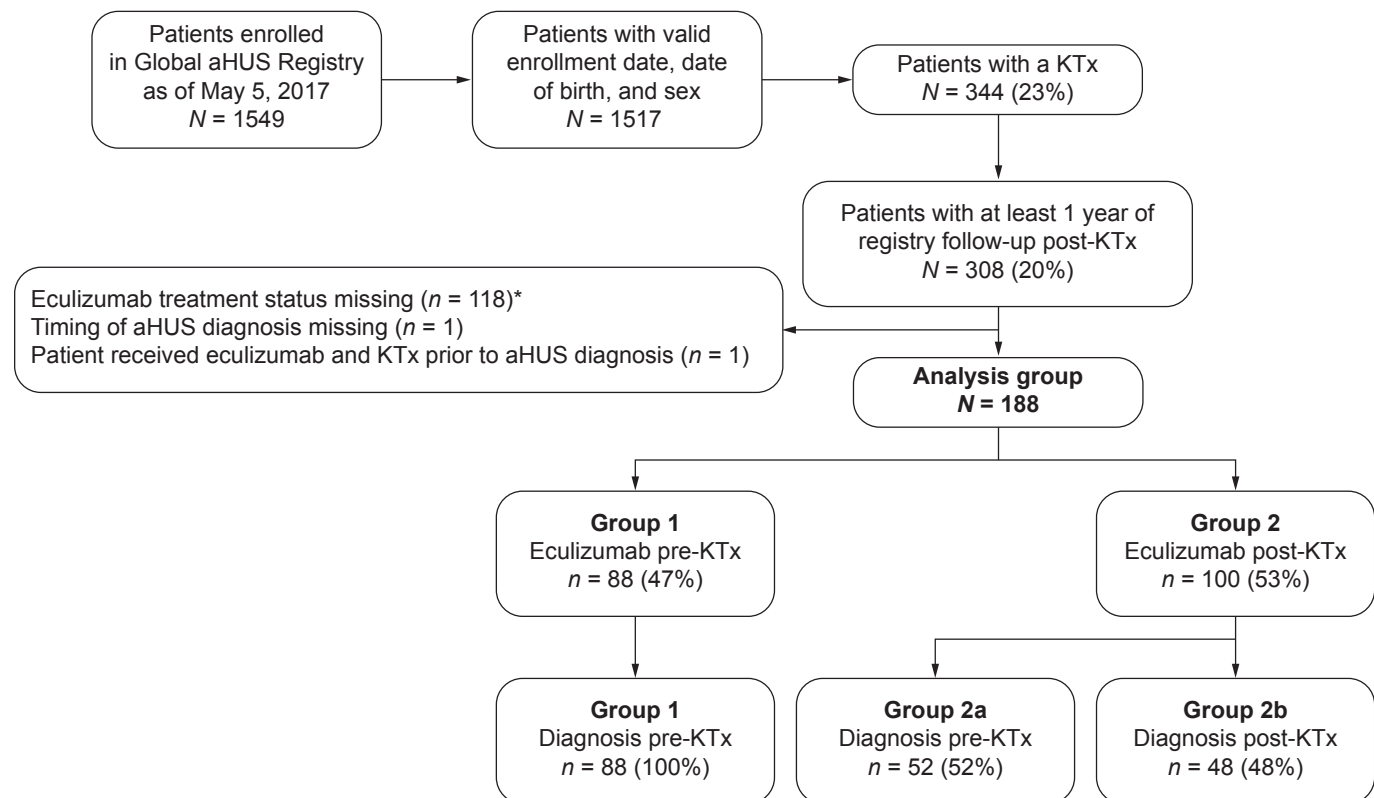 Patients enrolled
in Global aHUS Registry
as of May 5, 2017
N = 1549
Patients with valid
enrollment date, date
of birth, and sex
N = 1517
Patients with a KTx
N = 344 (23%)
Patients with at least 1 year of
registry follow-up post-KTx
N = 308 (20%)
Eculizumab treatment status missing (n = 118)*
Timing of aHUS diagnosis missing (n = 1)
Patient received eculizumab and KTx prior to aHUS diagnosis (n = 1)
Analysis group
N = 188
Group 1
Eculizumab pre-KTx
n = 88 (47%)
Group 2
Eculizumab post-KTx
n = 100 (53%)
Group 1
Diagnosis pre-KTx
n = 88 (100%)
Group 2a
Diagnosis pre-KTx
n = 52 (52%)
Group 2b
Diagnosis post-KTx
n = 48 (48%)